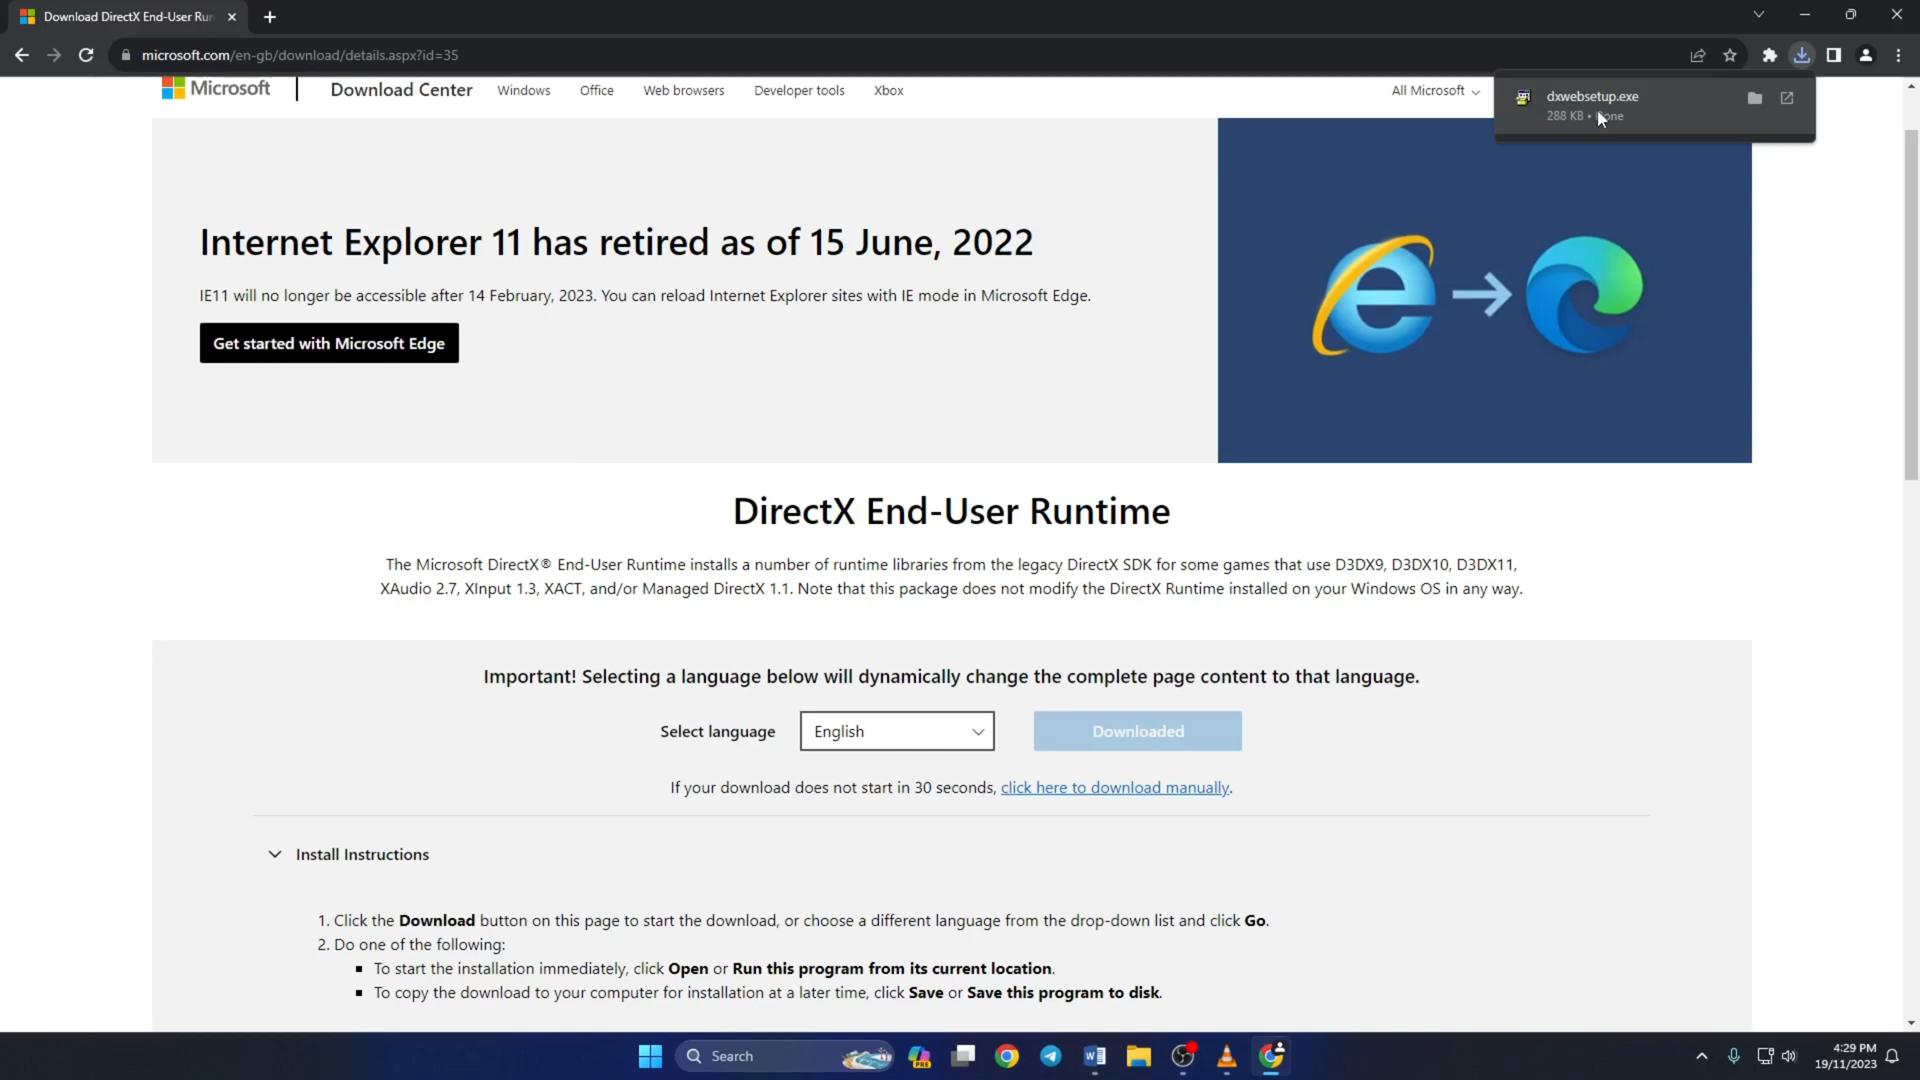 Download DirectX End-User Run
microsoft.com/en-gb/download/details.aspx?id=35
Microsoft
Download Center
Windows
Office
Web browsers
Developer tools
Xbox
All Microsoft
dxwebsetup.exe
288 KB •
Internet Explorer 11 has retired as of 15 June, 2022
IE11 will no longer be accessible after 14 February, 2023. You can reload Internet Explorer sites with IE mode in Microsoft Edge.
Get started with Microsoft Edge
DirectX End-User Runtime
The Microsoft DirectX® End-User Runtime installs a number of runtime libraries from the legacy DirectX SDK for some games that use D3DX9, D3DX10, D3DX11,
XAudio 2.7, XInput 1.3, XACT, and/or Managed DirectX 1.1. Note that this package does not modify the DirectX Runtime installed on your Windows OS in any way.
Important! Selecting a language below will dynamically change the complete page content to that language.
Select language
English
Downloaded
If your download does not start in 30 seconds, click here to download manually.
Install Instructions
1. Click the Download button on this page to start the download, or choose a different language from the drop-down list and click Go.
2. Do one of the following:
▪ To start the installation immediately, click Open or Run this program from its current location.
▪ To copy the download to your computer for installation at a later time, click Save or Save this program to disk.
Search
PRE
4:29 PM
19/11/2023